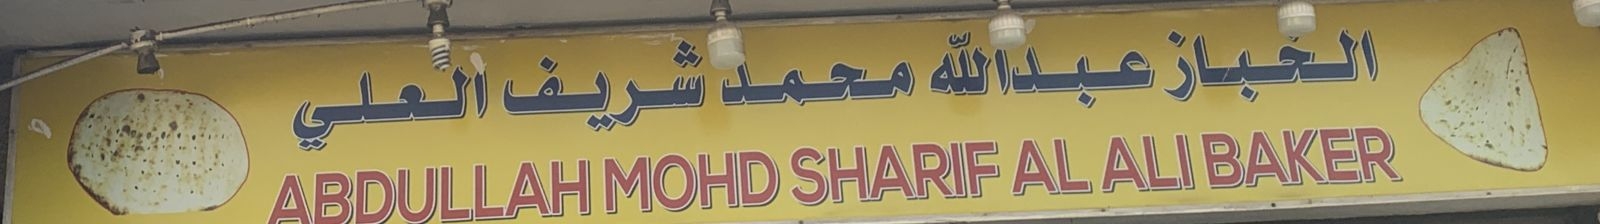 الخباز عبدالله محمد شريف العلي
ABDULLAH MOHD SHARIF AL ALI BAKER